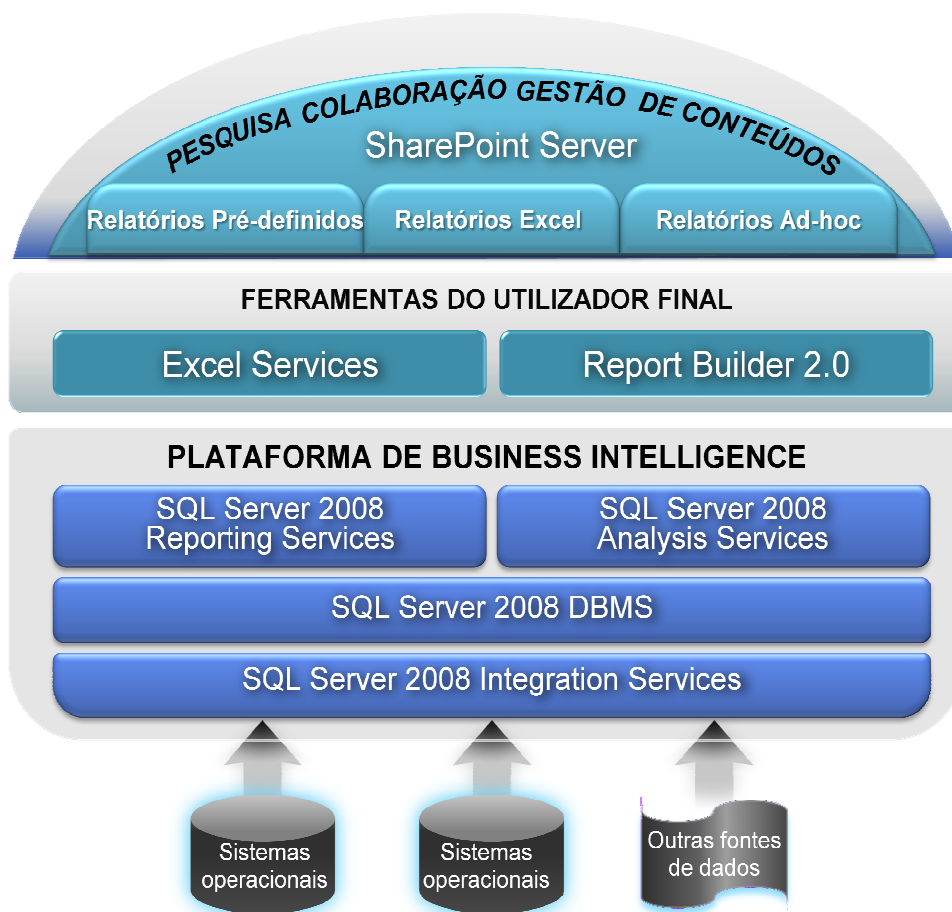 PESQUISA COLABORAÇÃO GESTÃO DE CONTEÚDOS
SharePoint Server
Relatórios Pré-definidos
Relatórios Excel
Relatórios Ad-hoc
FERRAMENTAS DO UTILIZADOR FINAL
Excel Services
Report Builder 2.0
PLATAFORMA DE BUSINESS INTELLIGENCE
SQL Server 2008
Reporting Services
SQL Server 2008
Analysis Services
SQL Server 2008 DBMS
SQL Server 2008 Integration Services
Sistemas
operacionais
Sistemas
operacionais
Outras fontes
de dados